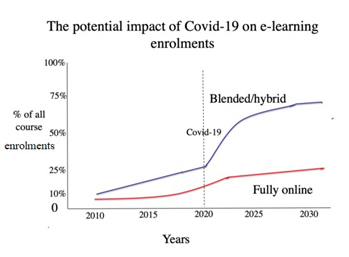 The potential impact of Covid-19 on e-learning
enrolments
100%
75%
% of all
course
enrolments
50%
25%
10%
0
Blended/hybrid
Covid-19
Fully online
2010
2015
2020
2025
2030
Years